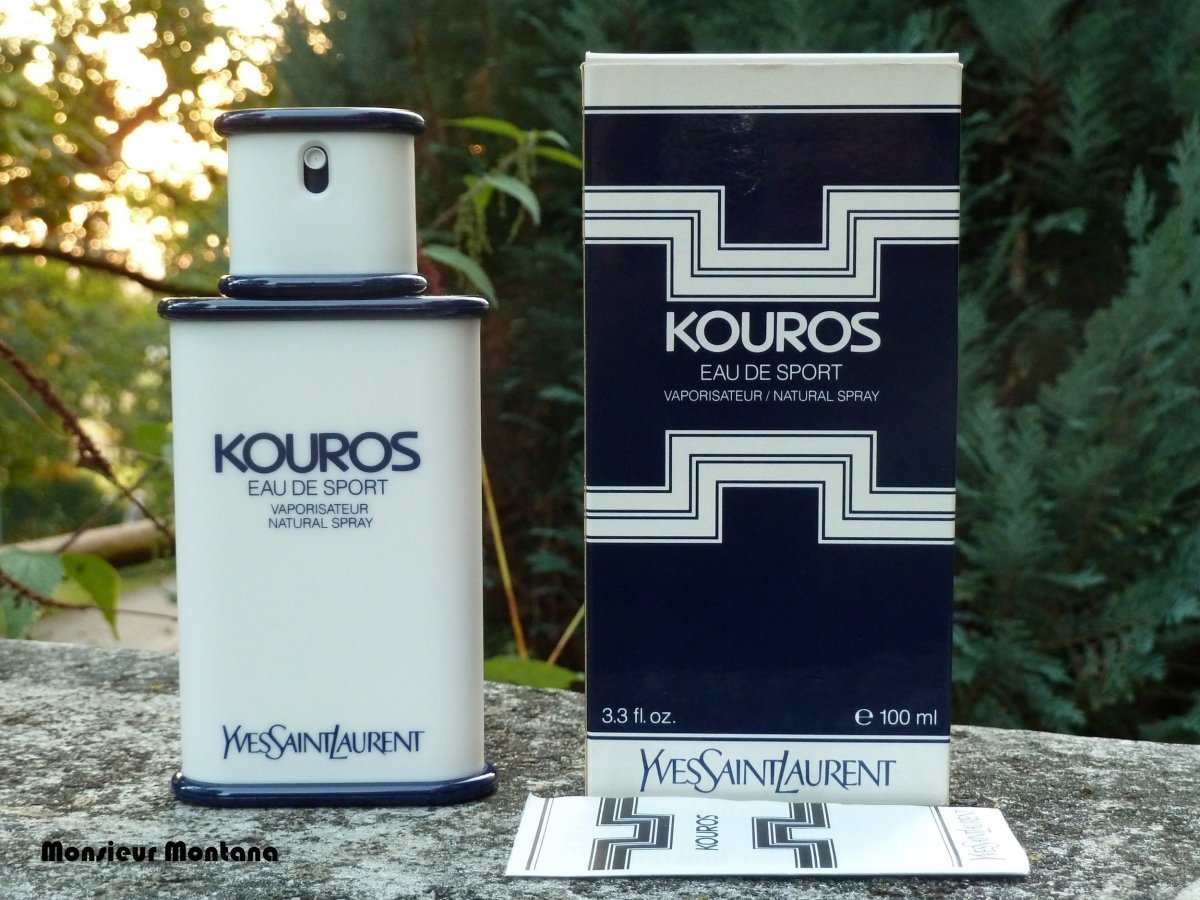 KOUROS
EAU DE SPORT
VAPORISATEUR
NATURAL SPRAY
YVESSAINTLAURENT
KOUROS
EAU DE SPORT
VAPORISATEUR / NATURAL SPRAY
3.3 fl. oz.
e 100 ml
YVESSAINTLAURENT
KOUROS
YVESSAINTLAURENT
Monsieur Montana